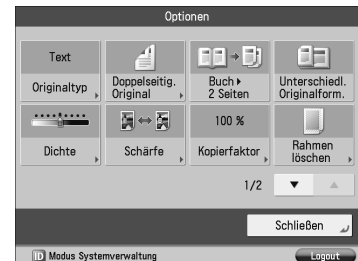 Optionen
Text
Originaltyp
Doppelseitig.
Original
Buch ▸
2 Seiten
Unterschiedl.
Originalform.
Dichte
Schärfe
100 %
Kopierfaktor
Rahmen
löschen
1/2
Schließen
ID Modus Systemverwaltung
Logout